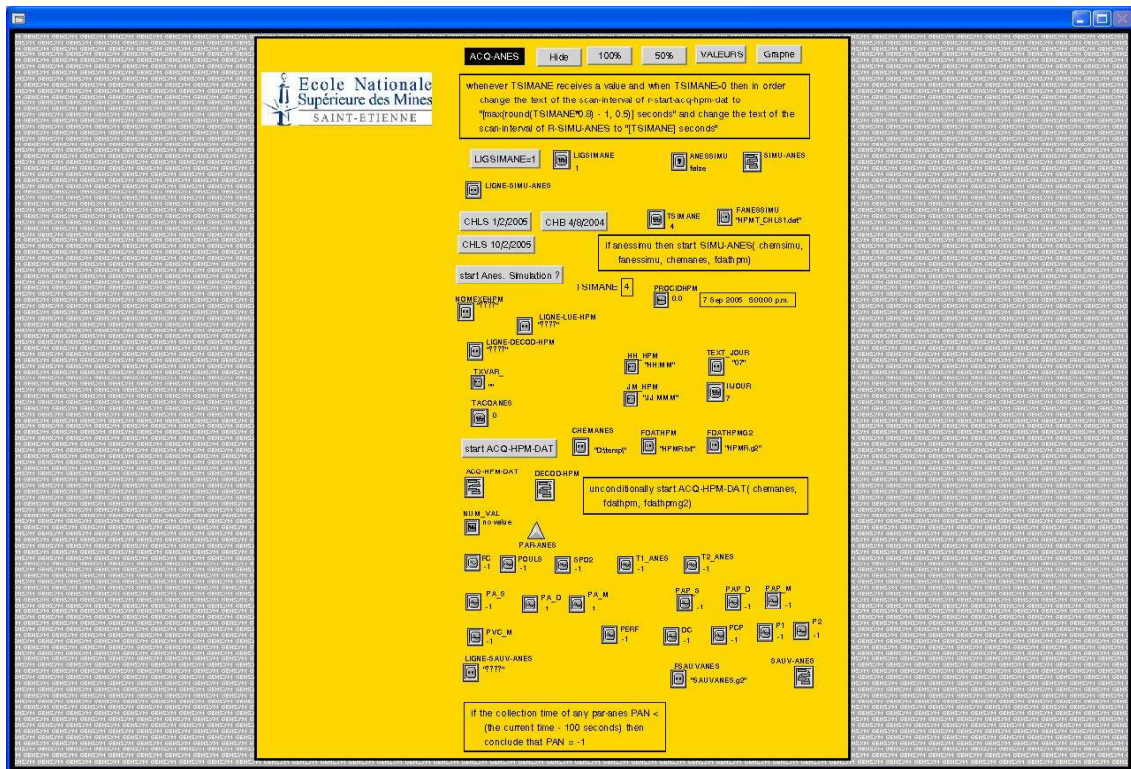 ACQ-ANES Hide 100% 50% VALEURS Graphe
Ecole Nationale
Supérieure des Mines
SAINT-ETIENNE
whenever TSIMANE receives a value and when TSIMANE>0 then in order
change the text of the scan-interval of r-start-acq-hpm-dat to
"[max(round(TSIMANE*0.8) - 1, 0.5)] seconds" and change the text of the
scan-interval of R-SIMU-ANES to "[TSIMANE] seconds"
LIGSIMANE=1
LIGSIMANE
1
ANESSIMU
false
SIMU-ANES
LIGNE-SIMU-ANES
CHLS 1/2/2005
CHB 4/8/2004
TSIMANE
4
FANESSIMU
"HPMT_CHLS1.dat"
CHLS 10/2/2005
if anessimu then start SIMU-ANES( chemsimu,
fanessimu, chemanes, fdathpm)
start Anes. Simulation ?
TSIMANE 4
PROCIDHPM
0.0
7 Sep 2005 5:00:00 p.m.
NOMEXEHPM
"????"
LIGNE-LUE-HPM
"????"
LIGNE-DECOD-HPM
"????"
HH_HPM
"HH:MM"
TEXT_JOUR
"07"
TXVAR_
JM_HPM
"JJ MMM"
INJOUR
7
TACQANES
0
start ACQ-HPM-DAT
CHEMANES
"D:\temp\"
FDATHPM
"HPMR.txt"
FDATHPMG2
"HPMR.g2"
ACQ-HPM-DAT
DECOD-HPM
unconditionally start ACQ-HPM-DAT( chemanes,
fdathpm, fdathpmg2)
NUM_VAL
no value
PAR-ANES
FC
-1
POULS
-1
SPO2
-1
T1_ANES
-1
T2_ANES
-1
PA_S
-1
PA_D
-1
PA_M
-1
PAP_S
-1
PAP_D
-1
PAP_M
-1
PVC_M
-1
PERF
-1
DC
-1
PCP
-1
P1
-1
P2
-1
LIGNE-SAUV-ANES
"????"
FSAUVANES
"SAUVANES.g2"
SAUV-ANES
if the collection time of any par-anes PAN <
(the current time - 100 seconds) then
conclude that PAN = -1